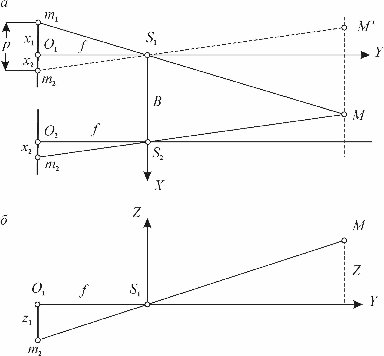 а
m₁
x₁
O₁
f
S₁
M'
Y
p
x₂
m₂
B
M
O₂
f
x₂
m₂
S₂
X
б
Z
M
O₁
f
S₁
Z
Y
z₁
m₂